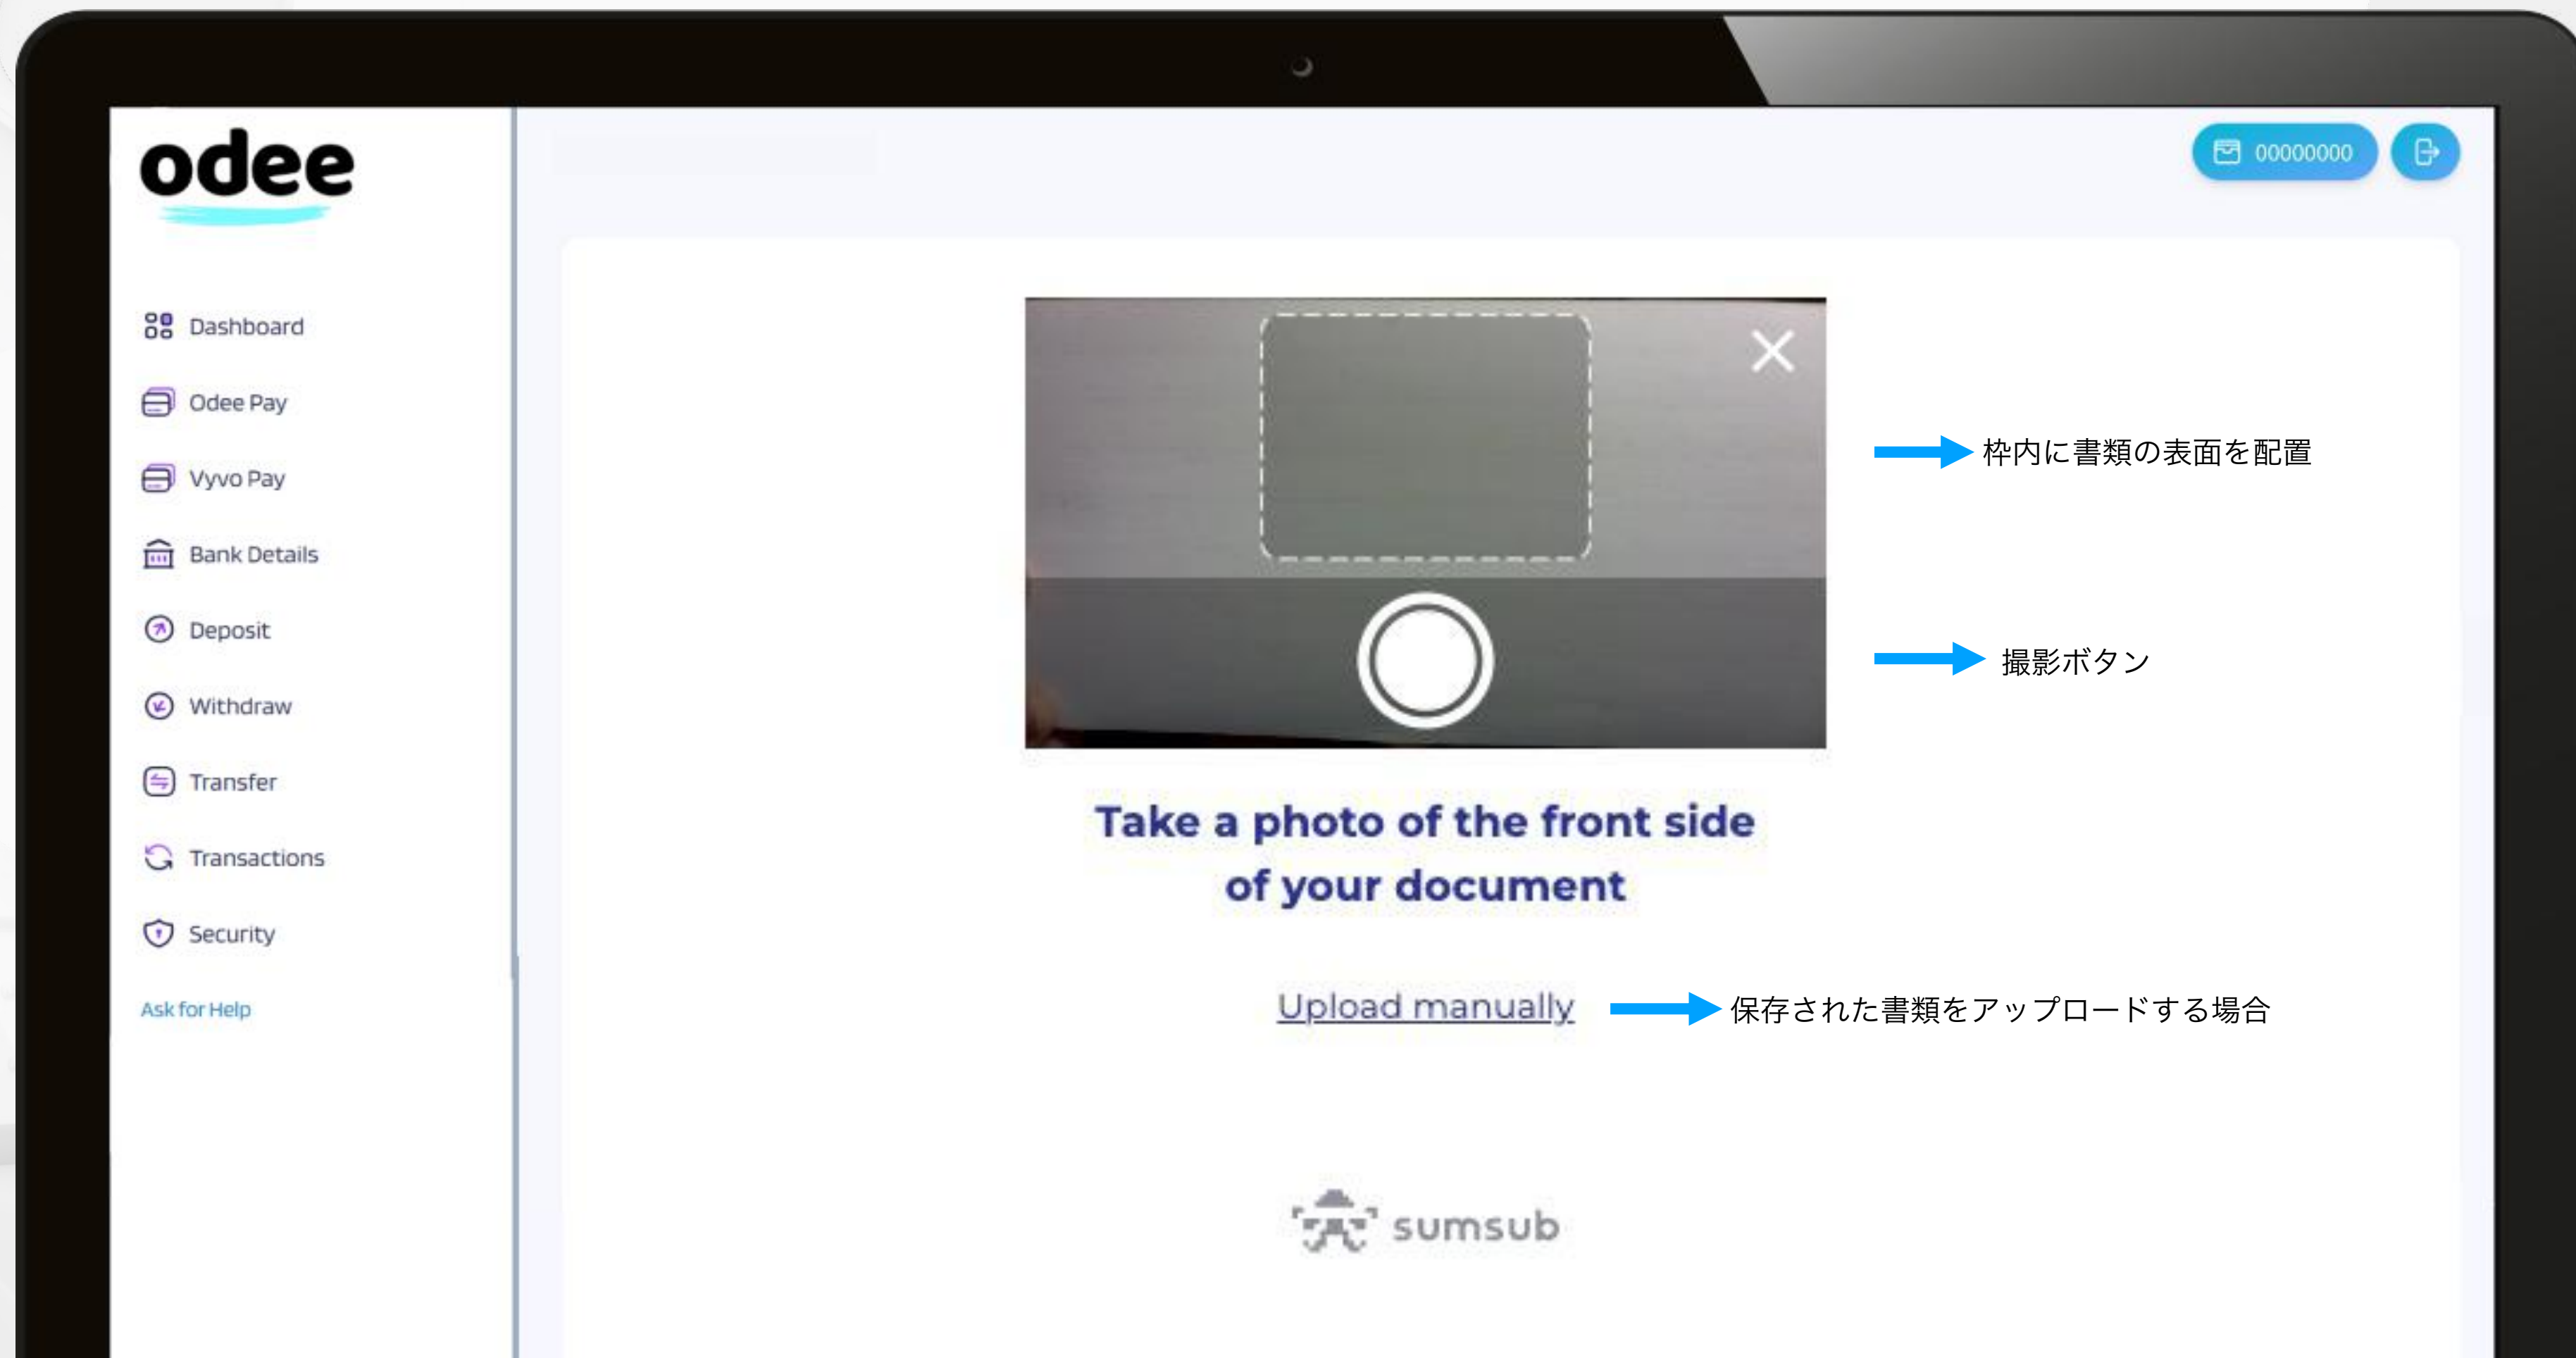 odee
00000000
Dashboard
Odee Pay
Vyvo Pay
Bank Details
Deposit
Withdraw
Transfer
Transactions
Security
Ask for Help
枠内に書類の表面を配置
撮影ボタン
Take a photo of the front side
of your document
Upload manually
保存された書類をアップロードする場合
sumsub